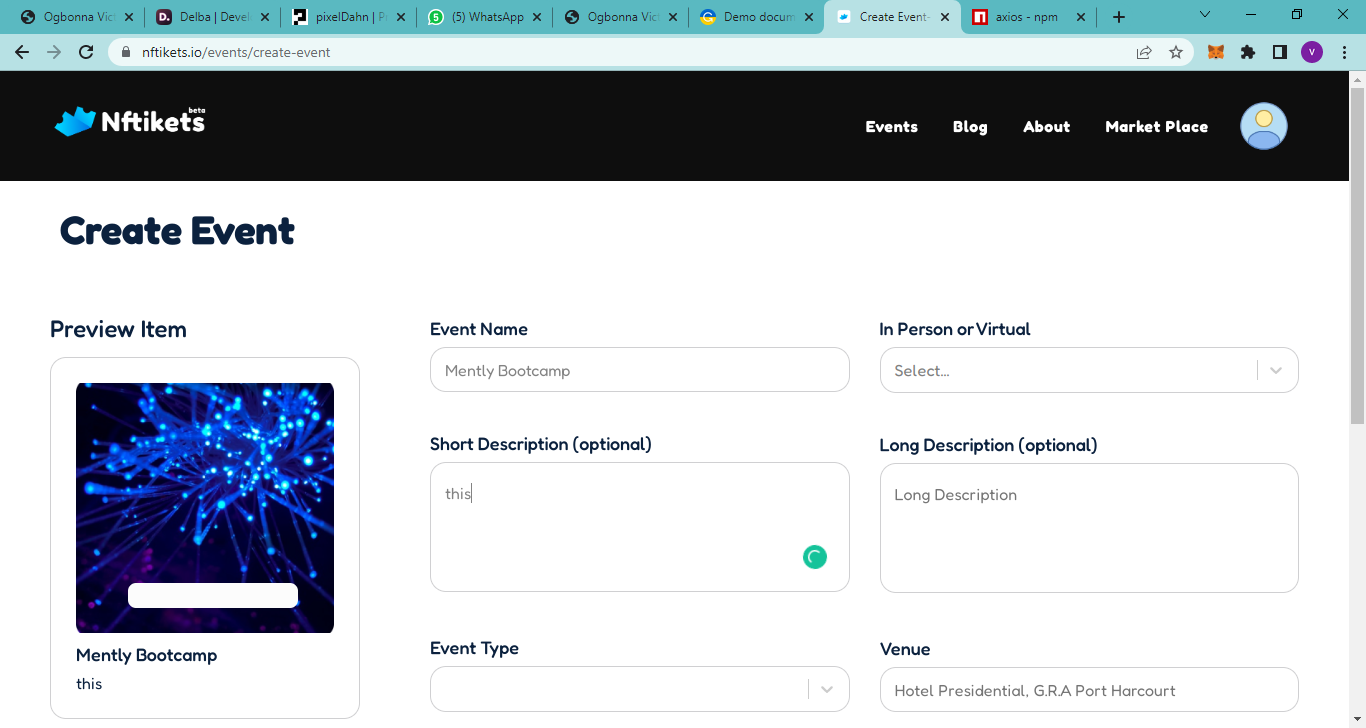 Ogbonna Vict
Delba | Devel
pixelDahn | P
(5) WhatsApp
Ogbonna Vict
Demo docum
Create Event-
axios - npm
nftikets.io/events/create-event
V
beta
Nftikets
Events
Blog
About
Market Place
Create Event
Preview Item
Mently Bootcamp
this
Event Name
Mently Bootcamp
In Person or Virtual
Select...
Short Description (optional)
this
Long Description (optional)
Long Description
Event Type
Venue
Hotel Presidential, G.R.A Port Harcourt